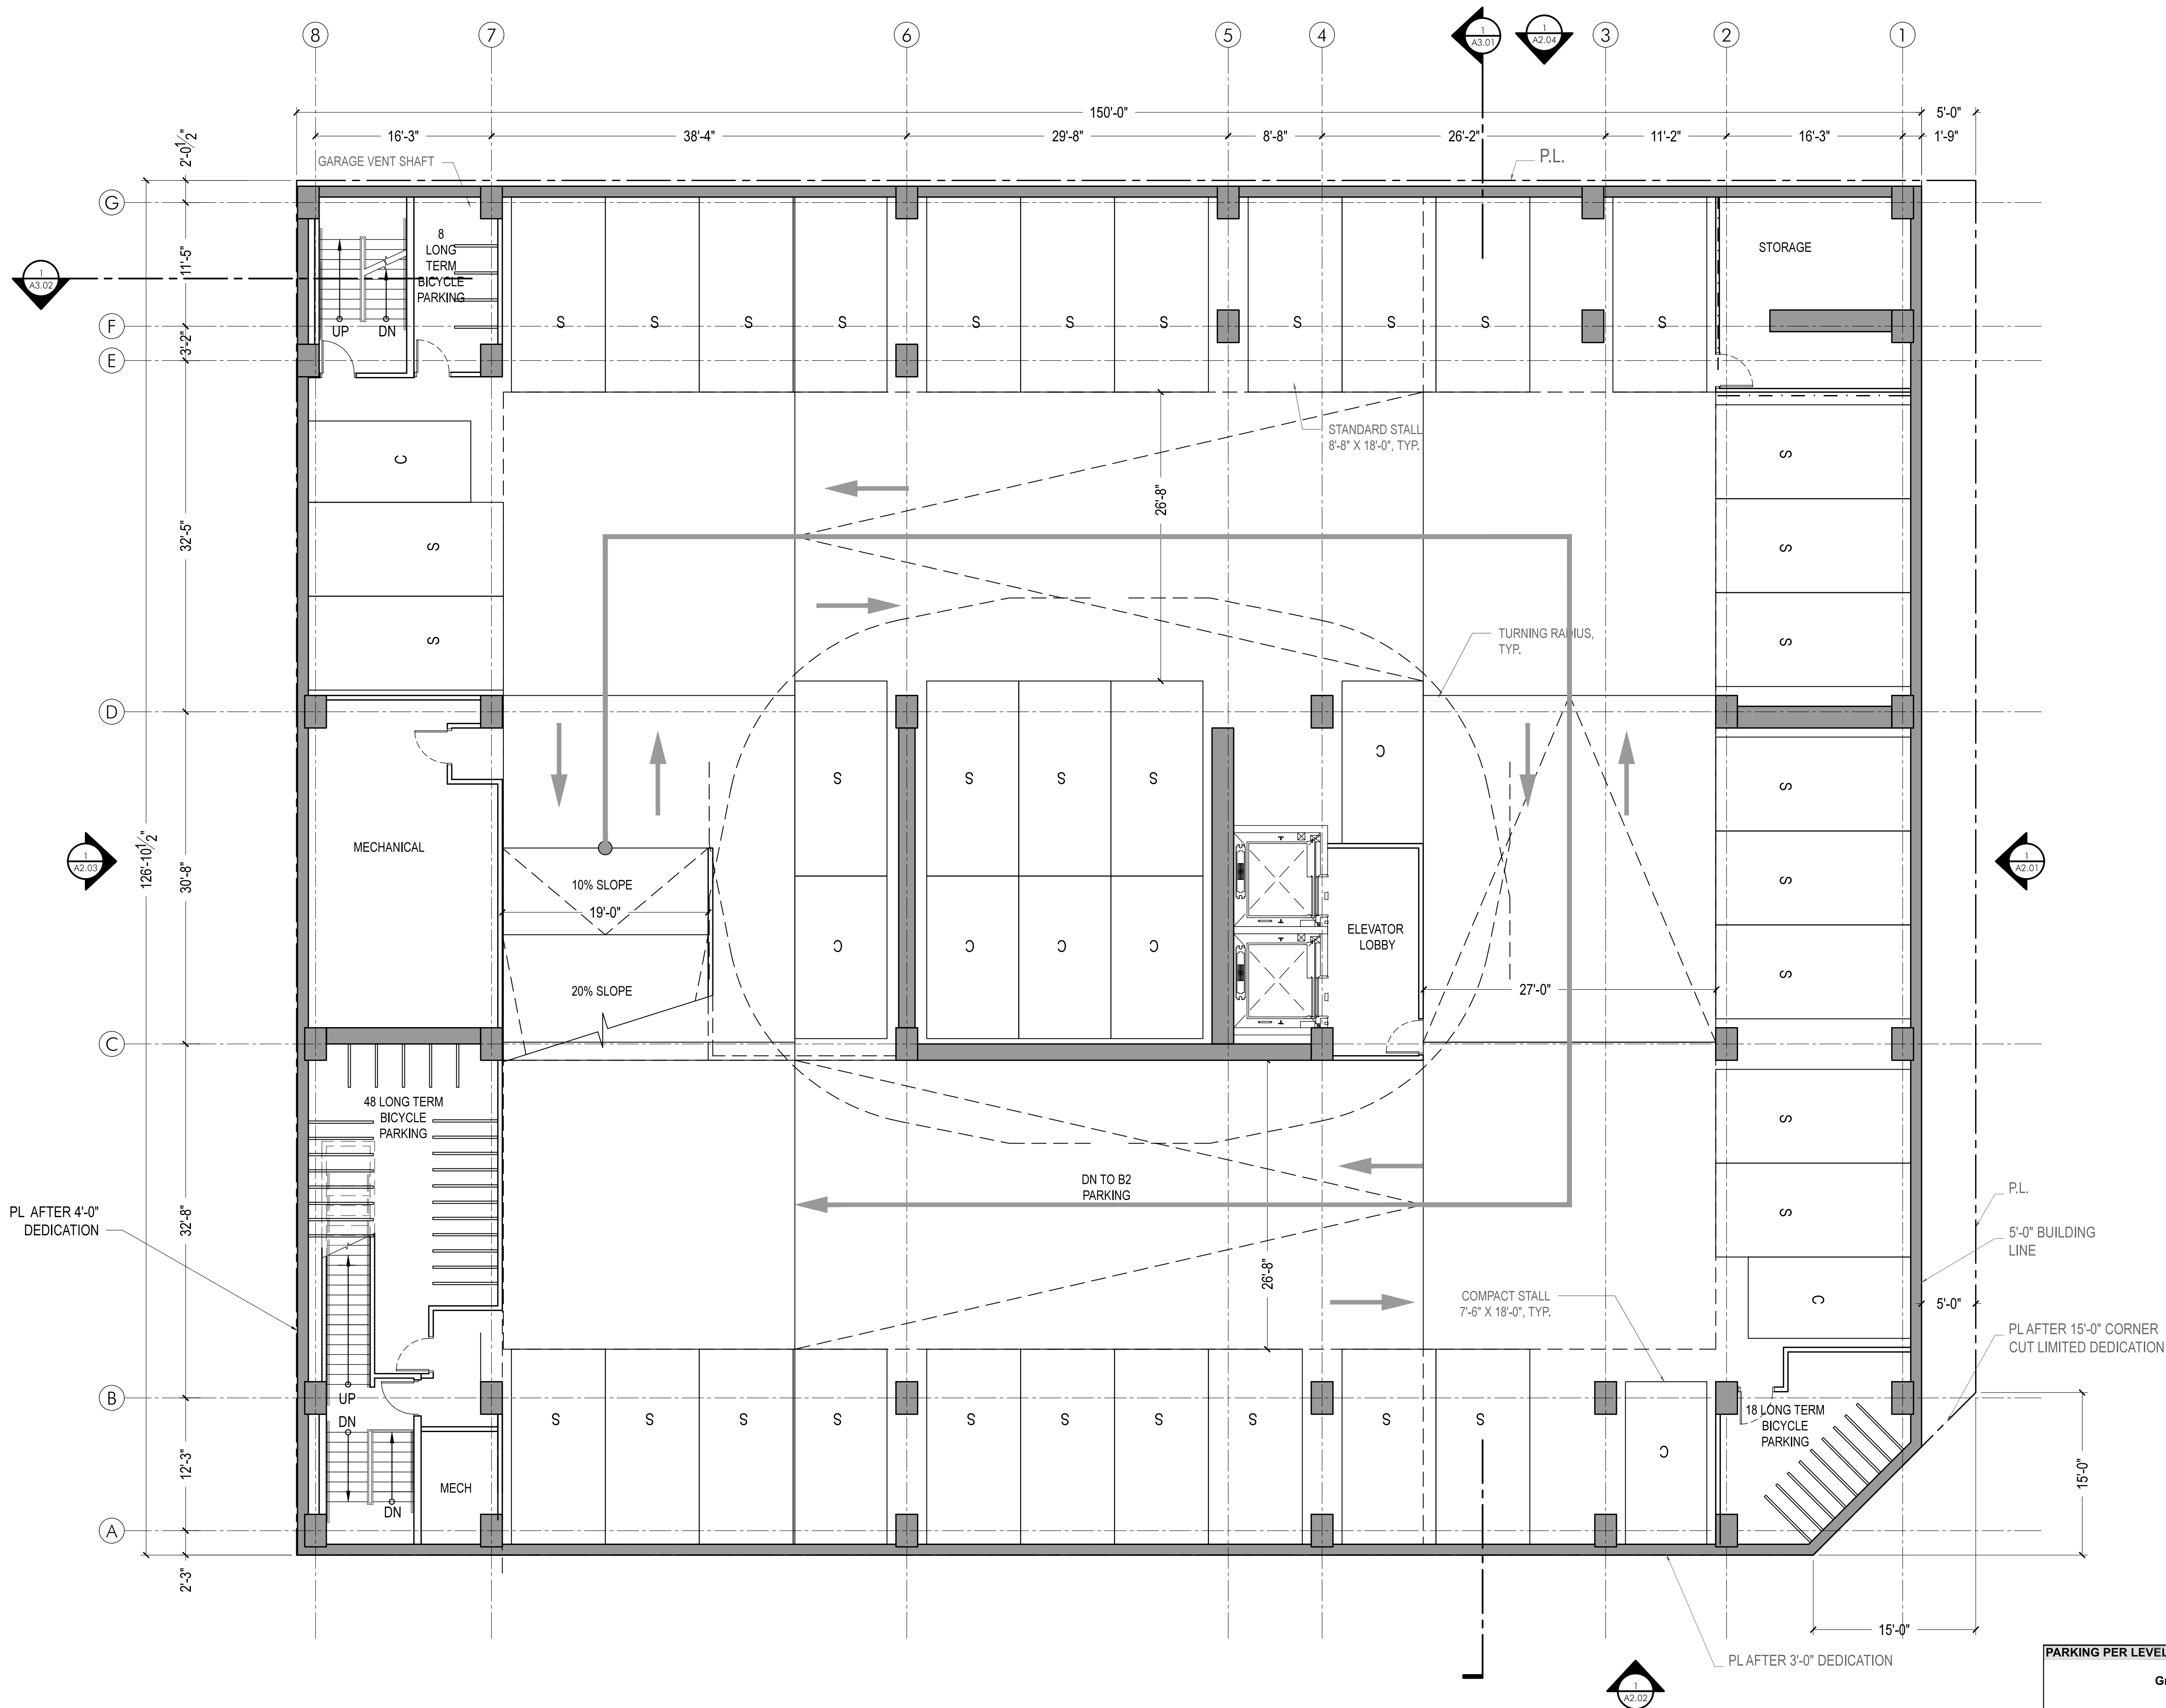 8
7
6
5
4
1
A3.01
1
A2.04
3
2
1
150'-0"
5'-0"
16'-3"
38'-4"
29'-8"
8'-8"
26'-2"
11'-2"
16'-3"
1'-9"
2'-0 1/2"
GARAGE VENT SHAFT
P.L.
G
11'-5"
8
LONG
TERM
BICYCLE
PARKING
STORAGE
1
A3.02
F
3'-2"
UP
DN
S
S
S
S
S
S
S
S
S
S
S
E
STANDARD STALL
8'-8" X 18'-0", TYP.
C
S
S
S
S
S
32'-5"
26'-8"
TURNING RADIUS,
TYP.
D
S
S
S
S
C
S
S
S
MECHANICAL
1
A2.03
126'-10 1/2"
30'-8"
10% SLOPE
19'-0"
20% SLOPE
C
C
C
C
ELEVATOR
LOBBY
27'-0"
1
A2.01
C
48 LONG TERM
BICYCLE
PARKING
S
S
C
DN TO B2
PARKING
PL AFTER 4'-0"
DEDICATION
32'-8"
26'-8"
P.L.
5'-0" BUILDING
LINE
COMPACT STALL
7'-6" X 18'-0", TYP.
5'-0"
PL AFTER 15'-0" CORNER
CUT LIMITED DEDICATION
B
UP
DN
S
S
S
S
S
S
S
S
S
S
C
18 LONG TERM
BICYCLE
PARKING
12'-3"
MECH
DN
15'-0"
A
2'-3"
15'-0"
PL AFTER 3'-0" DEDICATION
1
A2.02
PARKING PER LEVEL